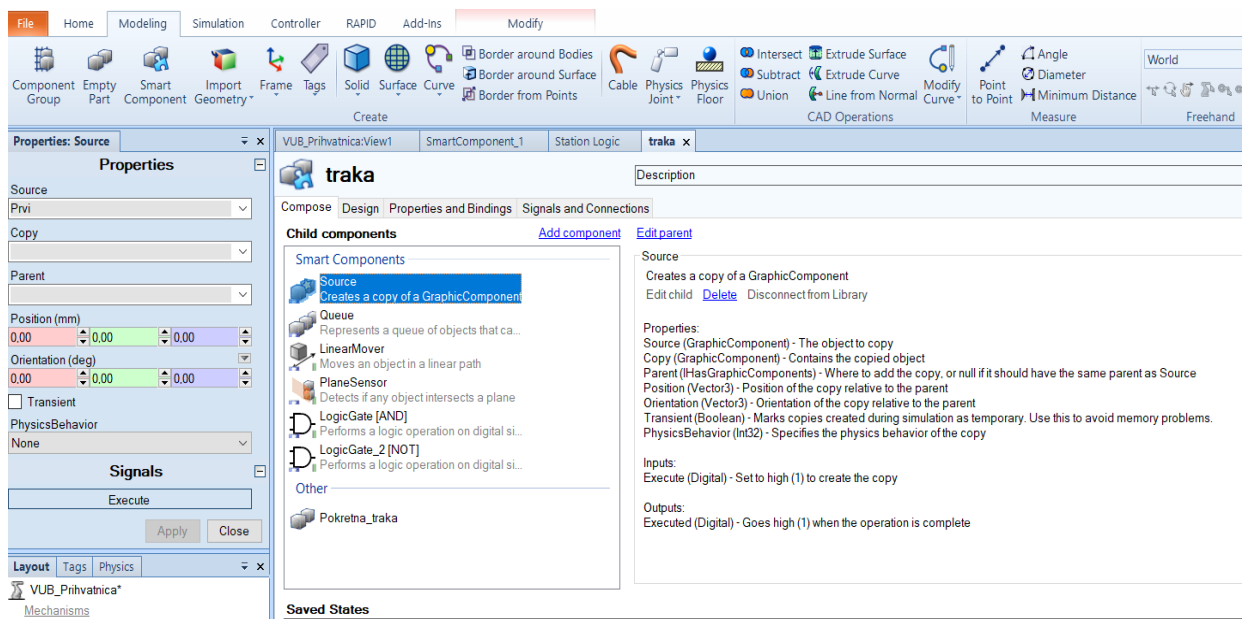 File Home Modeling Simulation Controller RAPID Add-Ins Modify
Component Group
Empty Part
Smart Component
Import Geometry
Frame
Tags
Solid
Surface
Curve
Border around Bodies
Border around Surface
Border from Points
Create
Cable
Physics Joint
Physics Floor
Intersect
Subtract
Union
Extrude Surface
Extrude Curve
Line from Normal
Modify Curve
CAD Operations
Point to Point
Angle
Diameter
Minimum Distance
Measure
World
Freehand
Properties: Source
Properties
Source
Prvi
Copy
Parent
Position (mm)
0,00 0,00 0,00
Orientation (deg)
0,00 0,00 0,00
Transient
PhysicsBehavior
None
Signals
Execute
Apply Close
Layout Tags Physics
VUB_Prihvatnica*
Mechanisms
VUB_Prihvatnica:View1 SmartComponent_1 Station Logic traka x
traka
Description
Compose Design Properties and Bindings Signals and Connections
Child components Add component Edit parent
Smart Components
Source
Creates a copy of a GraphicComponent
Queue
Represents a queue of objects that ca...
LinearMover
Moves an object in a linear path
PlaneSensor
Detects if any object intersects a plane
LogicGate [AND]
Performs a logic operation on digital si...
LogicGate_2 [NOT]
Performs a logic operation on digital si...
Other
Pokretna_traka
Saved States
Source
Creates a copy of a GraphicComponent
Edit child Delete Disconnect from Library
Properties:
Source (GraphicComponent) - The object to copy
Copy (GraphicComponent) - Contains the copied object
Parent (IHasGraphicComponents) - Where to add the copy, or null if it should have the same parent as Source
Position (Vector3) - Position of the copy relative to the parent
Orientation (Vector3) - Orientation of the copy relative to the parent
Transient (Boolean) - Marks copies created during simulation as temporary. Use this to avoid memory problems.
PhysicsBehavior (Int32) - Specifies the physics behavior of the copy
Inputs:
Execute (Digital) - Set to high (1) to create the copy
Outputs:
Executed (Digital) - Goes high (1) when the operation is complete